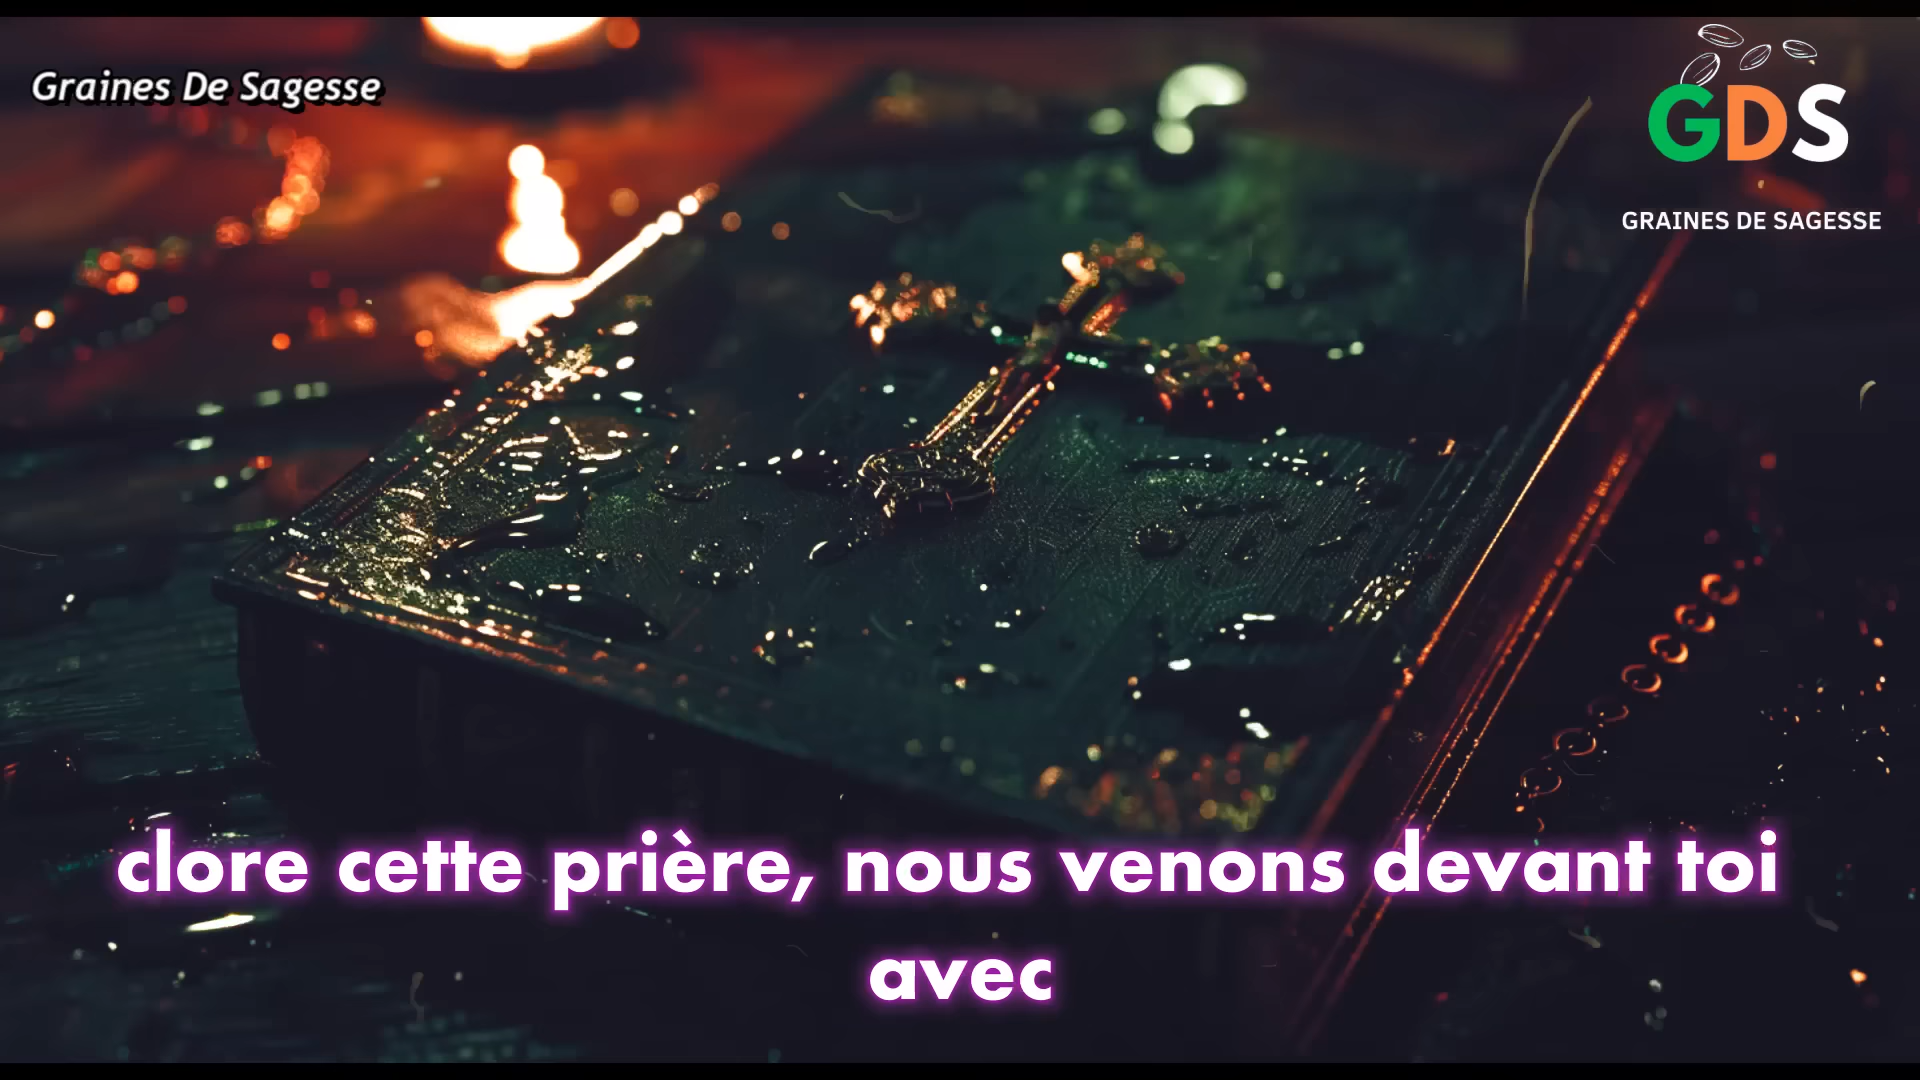 Graines De Sagesse
GDS
GRAINES DE SAGESSE
clore cette prière, nous venons devant toi
avec